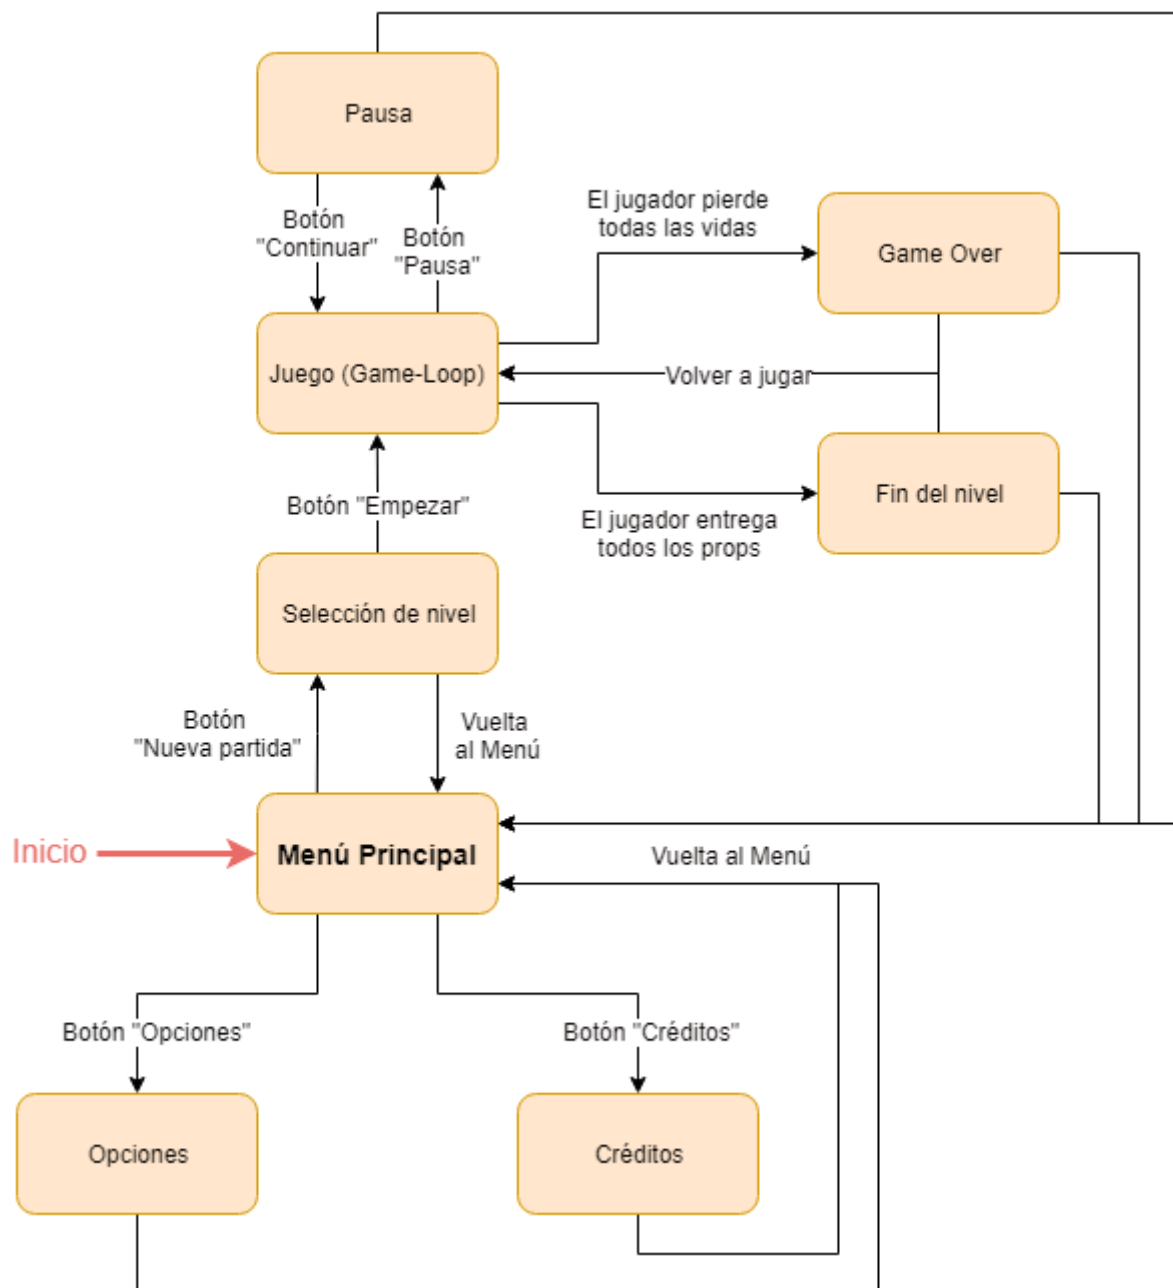 Pausa
Botón
"Continuar"
Botón
"Pausa"
El jugador pierde
todas las vidas
Game Over
Juego (Game-Loop)
Volver a jugar
Botón "Empezar"
El jugador entrega
todos los props
Fin del nivel
Selección de nivel
Botón
"Nueva partida"
Vuelta
al Menú
Inicio
Menú Principal
Vuelta al Menú
Botón "Opciones"
Botón "Créditos"
Opciones
Créditos